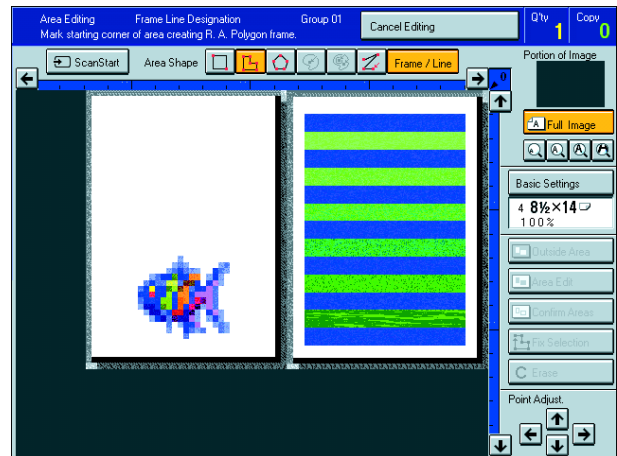 Area Editing Frame Line Designation Group 01
Mark starting corner of area creating R. A. Polygon frame.
Cancel Editing
Q'ty
1
Copy
0
ScanStart
Area Shape
Frame / Line
0
Portion of Image
A Full Image
A A A
Basic Settings
4 8½×14
100%
Outside Area
Area Edit
Confirm Areas
Fix Selection
C Erase
Point Adjust.